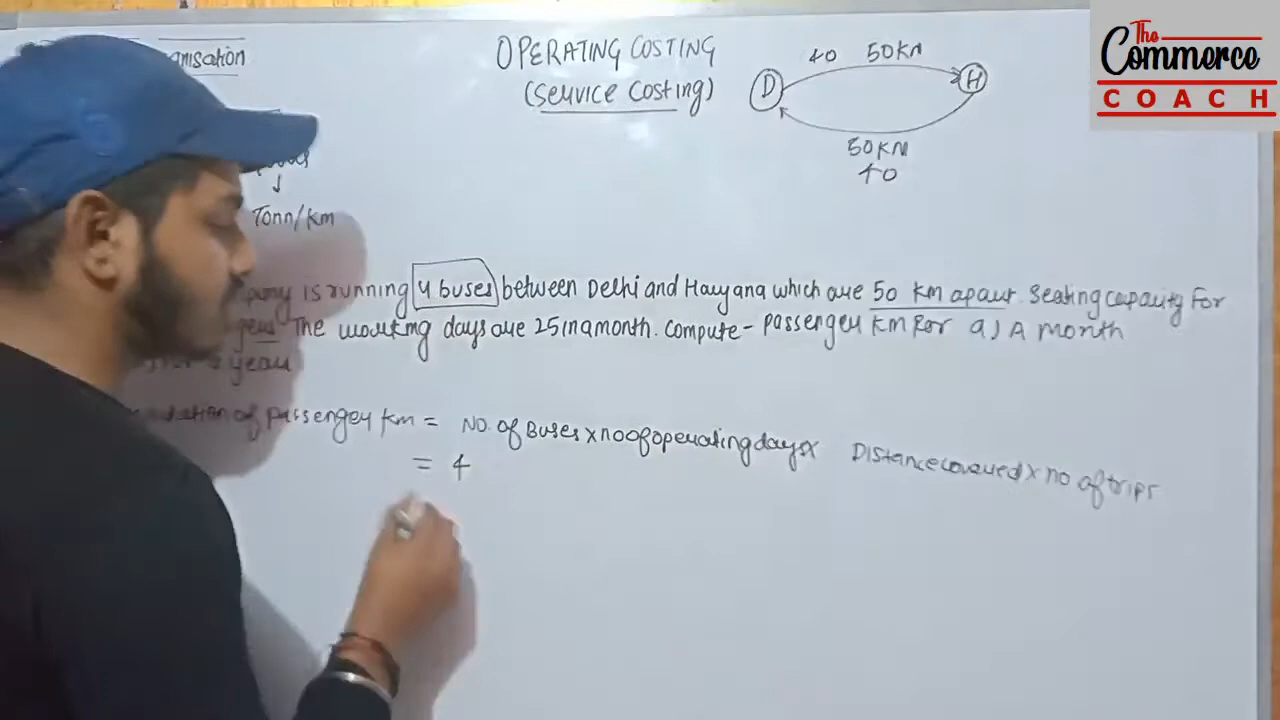 anisation
OPERATING COSTING
(Service Costing)
40 50KM
D
H
50KM
40
Tonn/km
The
Commerce
COACH
is running 4 buses between Delhi and Haryana which are 50 KM apart. Seating capacity For
The working days are 25 in a month. Compute - Passenger KM For a) A month
year
of Passenger km = No. of Buses x no of operating days x Distance covered x no of trips
= 4